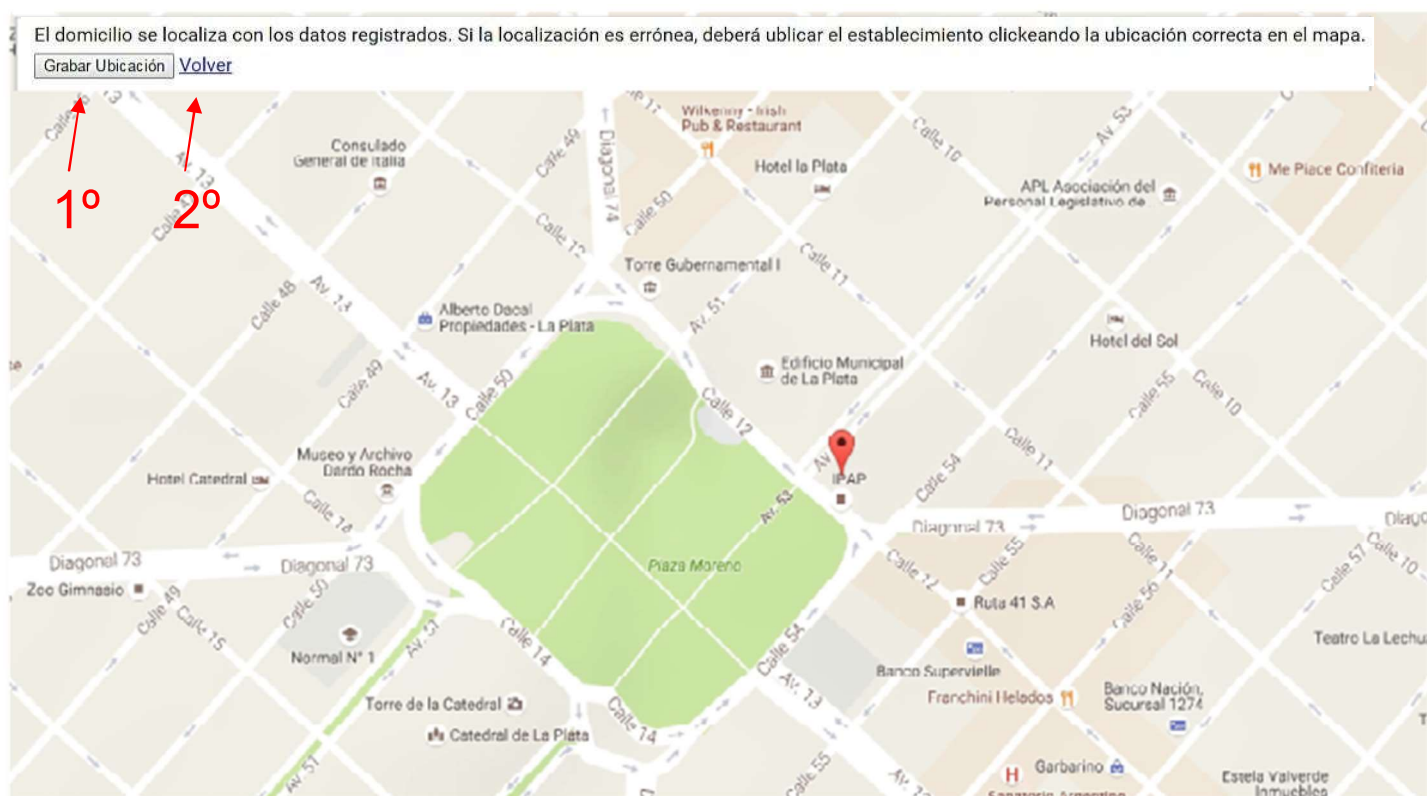 El domicilio se localiza con los datos registrados. Si la localización es errónea, deberá ublicar el establecimiento clickeando la ubicación correcta en el mapa.
Grabar Ubicación Volver
1º 2º
Av. 13
Consulado
General de Italia
Calle 49
Diagonal 74
Calle 50
Wilkenny - Irish
Pub & Restaurant
Calle 10
Av. 53
Hotel la Plata
APL Asociación del
Personal Legislativo de
Me Place Confiteria
Calle 12
Calle 11
Torre Gubernamental I
Calle 48
Av. 13
Alberto Dacal
Propiedades - La Plata
Av. 51
Hotel del Sol
Calle 49
Av. 13
Calle 50
Edificio Municipal
de La Plata
Calle 12
Calle 55
Calle 10
Museo y Archivo
Dardo Rocha
Hotel Catedral
Calle 14
Calle 11
Calle 54
IPAP
Av. 53
Diagonal 73
Diagonal 73
Diagonal 73
Diagonal 73
Plaza Moreno
Calle 12
Calle 55
Calle 11
Calle 57
Calle 10
Zoo Gimnasio
Calle 49
Calle 15
Calle 50
Normal N° 1
Av. 51
Calle 14
Calle 54
Ruta 41 S.A
Calle 56
Teatro La Lechu
Banco Supervielle
Av. 13
Franchini Helados
Banco Nación,
Sucursal 1274
Torre de la Catedral
Calle 14
Catedral de La Plata
Av. 51
Calle 55
Garbarino
Estela Valverde
Inmuebles